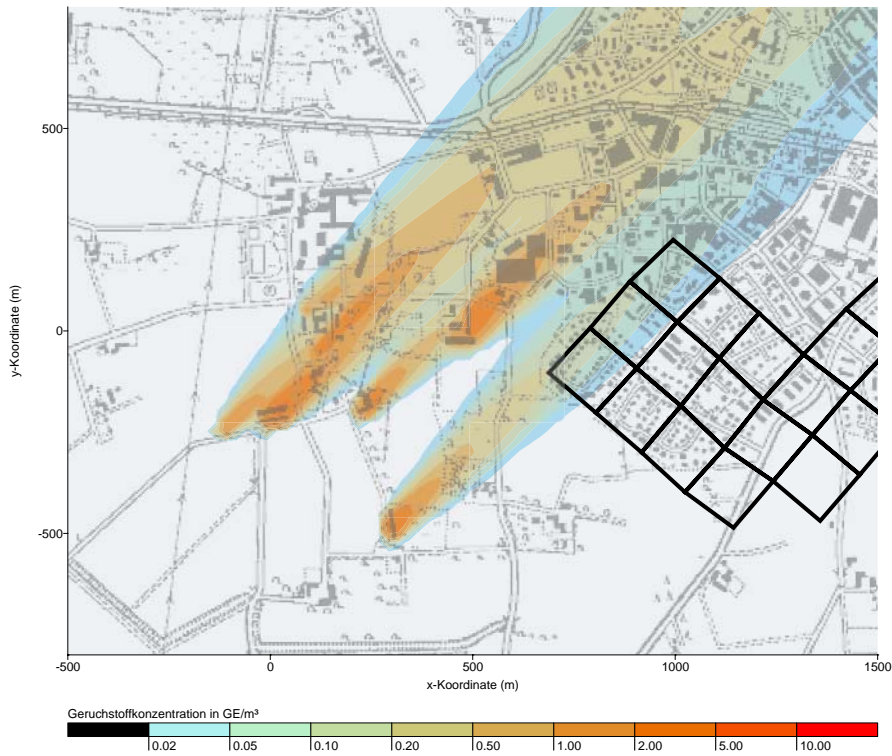 500
0
-500
y-Koordinate (m)
-500 0 500 1000 1500
x-Koordinate (m)
Geruchstoffkonzentration in GE/m³
0.02 0.05 0.10 0.20 0.50 1.00 2.00 5.00 10.00